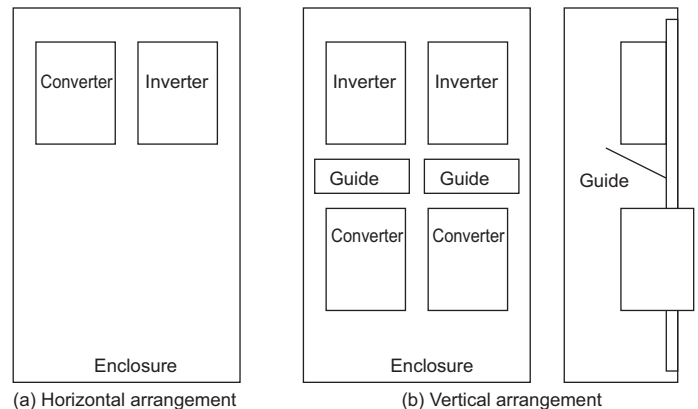 Converter Inverter
Enclosure
(a) Horizontal arrangement
Inverter Inverter
Guide Guide
Converter Converter
Enclosure
Guide
(b) Vertical arrangement